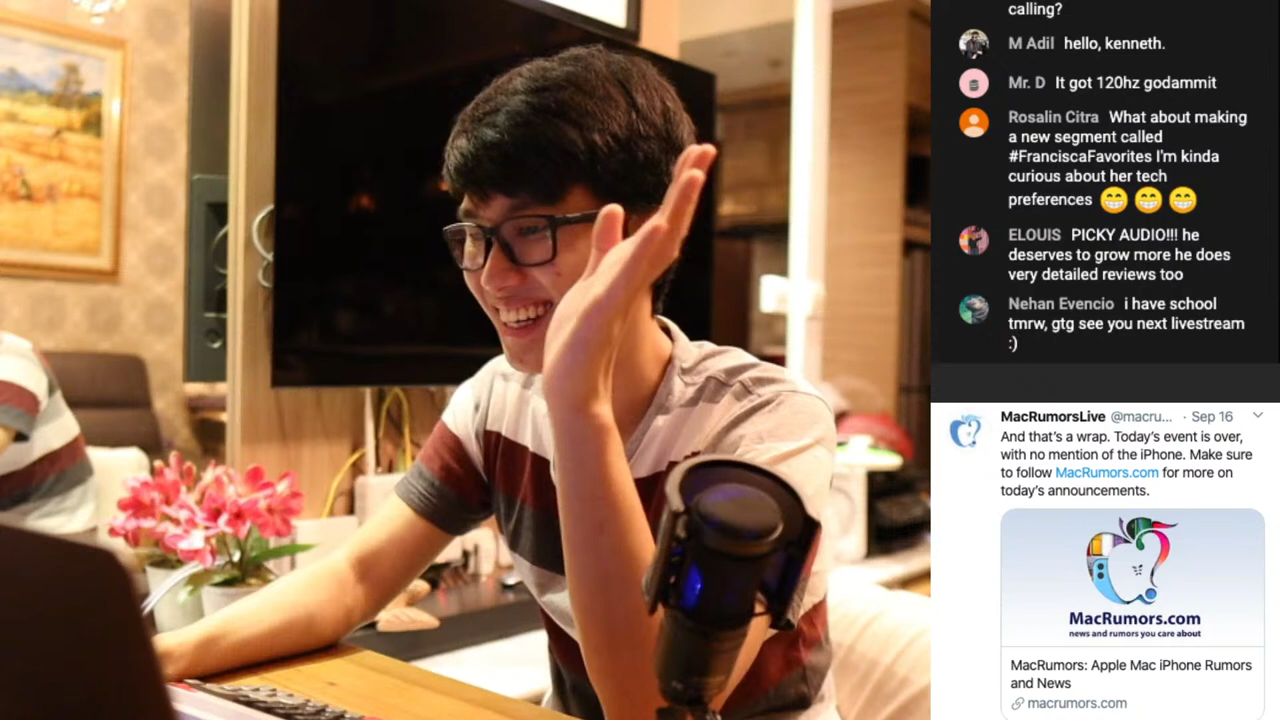 calling?
M Adil hello, kenneth.
Mr. D It got 120hz godammit
Rosalin Citra What about making
a new segment called
#FranciscaFavorites I'm kinda
curious about her tech
preferences 😁 😁 😁
ELOUIS PICKY AUDIO!!! he
deserves to grow more he does
very detailed reviews too
Nehan Evencio i have school
tmrw, gtg see you next livestream
:)
MacRumorsLive @macru... · Sep 16
And that's a wrap. Today's event is over,
with no mention of the iPhone. Make sure
to follow MacRumors.com for more on
today's announcements.
MacRumors.com
news and rumors you care about
MacRumors: Apple Mac iPhone Rumors
and News
macrumors.com